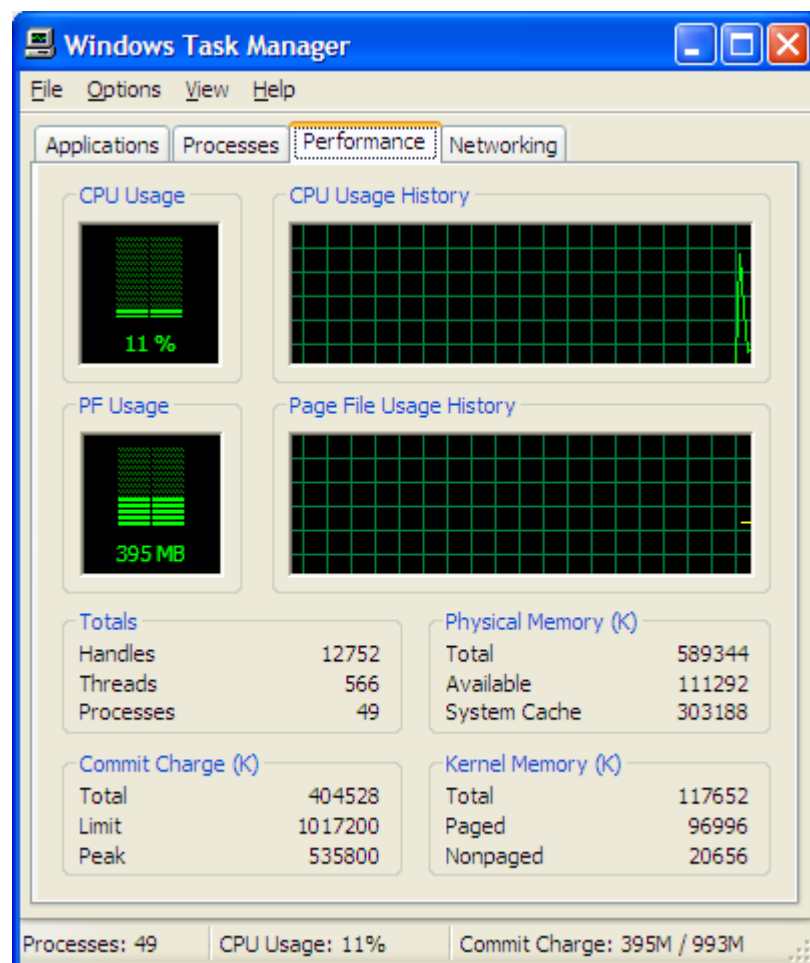 Windows Task Manager
File Options View Help
Applications Processes Performance Networking
CPU Usage CPU Usage History
11 %
PF Usage Page File Usage History
395 MB
Totals
Handles 12752
Threads 566
Processes 49
Physical Memory (K)
Total 589344
Available 111292
System Cache 303188
Commit Charge (K)
Total 404528
Limit 1017200
Peak 535800
Kernel Memory (K)
Total 117652
Paged 96996
Nonpaged 20656
Processes: 49 CPU Usage: 11% Commit Charge: 395M / 993M